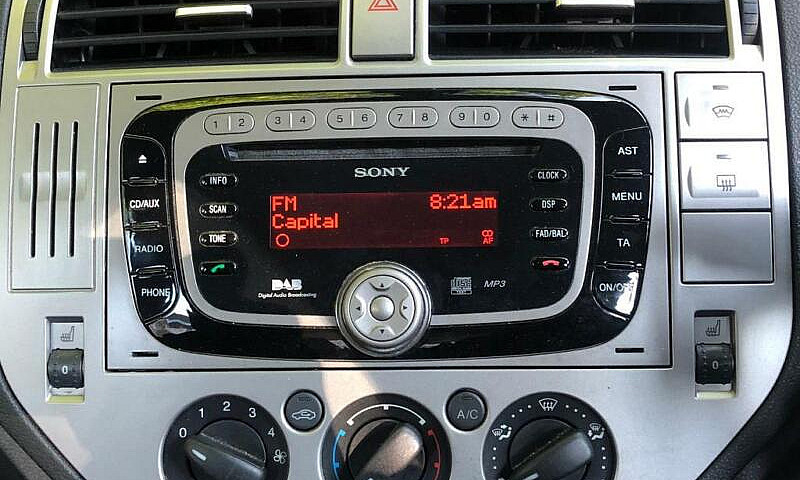 1 2 3 4 5 6 7 8 9 0 * #
SONY
INFO
CLOCK
AST
CD/AUX
SCAN
FM 8:21am
Capital
TP CD
AF
DSP
MENU
RADIO
TONE
FAD/BAL
TA
PHONE
DAB
Digital Audio Broadcasting
MP3
ON/OFF
0
0
0 1 2 3 4
A/C